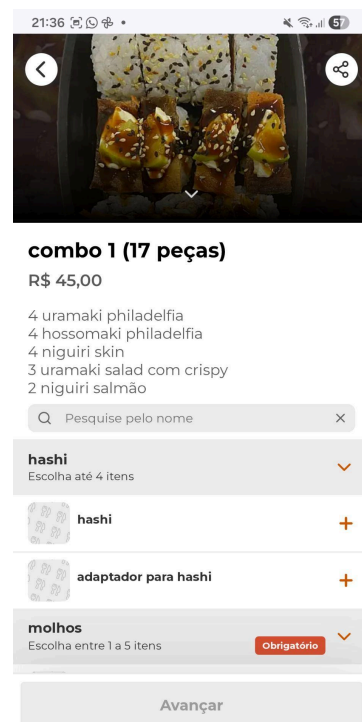 21:36
57
combo 1 (17 peças)
R$ 45,00
4 uramaki philadelfia
4 hossomaki philadelfia
4 niguiri skin
3 uramaki salad com crispy
2 niguiri salmão
Pesquise pelo nome
hashi
Escolha até 4 itens
hashi
adaptador para hashi
molhos
Escolha entre 1 a 5 itens
Obrigatório
Avançar